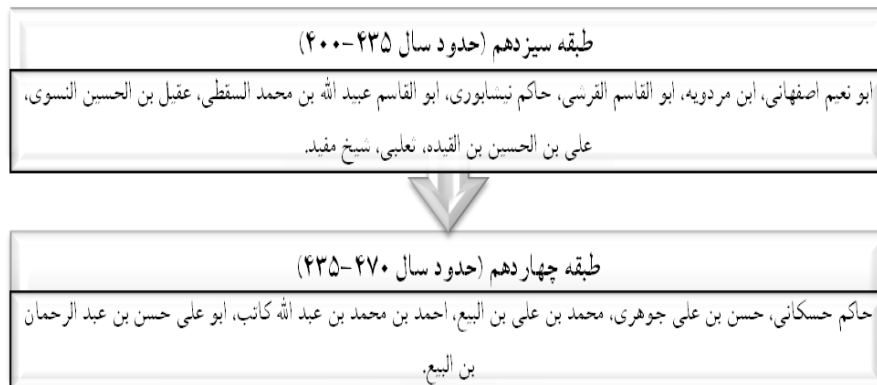 طبقه سیزدهم (حدود سال ۴۳۵-۴۰۰)
ابو نعیم اصفهانی، ابن مردویه، ابو القاسم القرشی، حاکم نیشابوری، ابو القاسم عبید الله بن محمد السقطی، عقیل بن الحسین النسوی،
علی بن الحسین بن القیده، ثعلبی، شیخ مفید.
طبقه چهاردهم (حدود سال ۴۷۰-۴۳۵)
حاکم حسکانی، حسن بن علی جوهری، محمد بن علی بن البیع، احمد بن محمد بن عبد الله کاتب، ابو علی حسن بن عبد الرحمان
بن البیع.